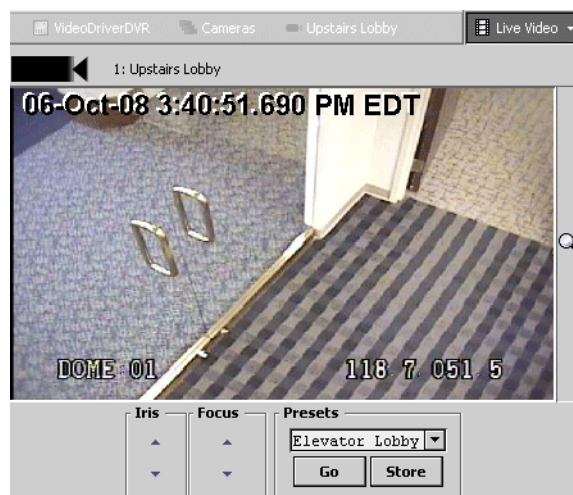 VideoDriverDVR Cameras Upstairs Lobby Live Video
1: Upstairs Lobby
06-Oct-08 3:40:51.690 PM EDT
DOME 01 118 7 051 5
Iris Focus Presets
Elevator Lobby
Go Store